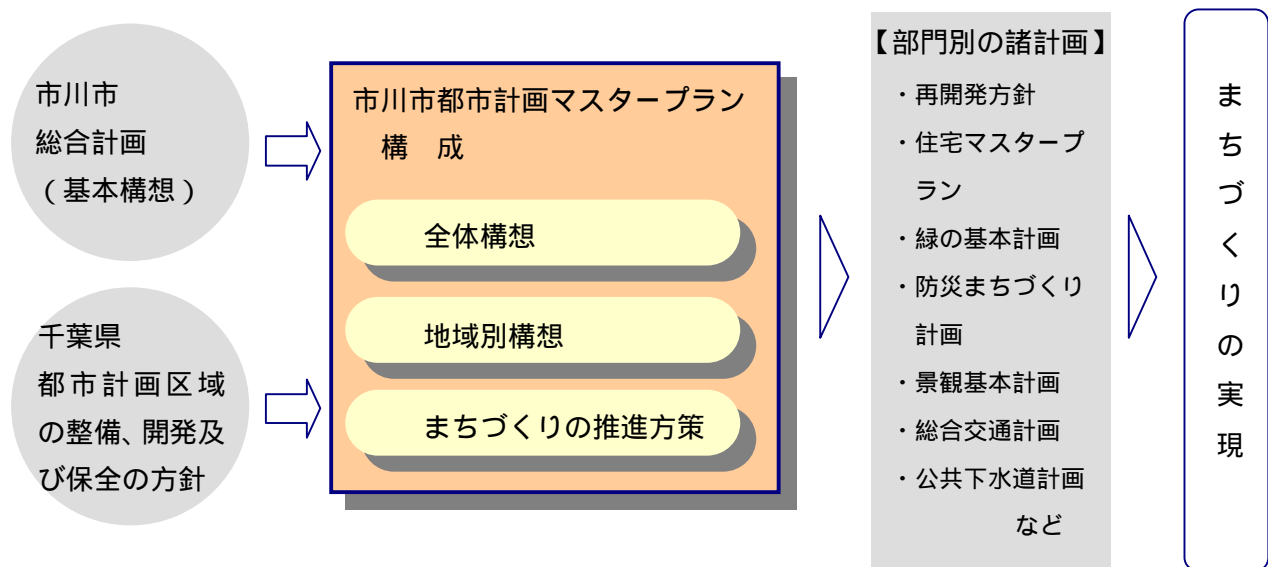 市川市
総合計画
(基本構想)
千葉県
都市計画区域
の整備、開発及
び保全の方針
市川市都市計画マスタープラン
構 成
全体構想
地域別構想
まちづくりの推進方策
【部門別の諸計画】
・再開発方針
・住宅マスタープ
ラン
・緑の基本計画
・防災まちづくり
計画
・景観基本計画
・総合交通計画
・公共下水道計画
など
まちづくりの実現